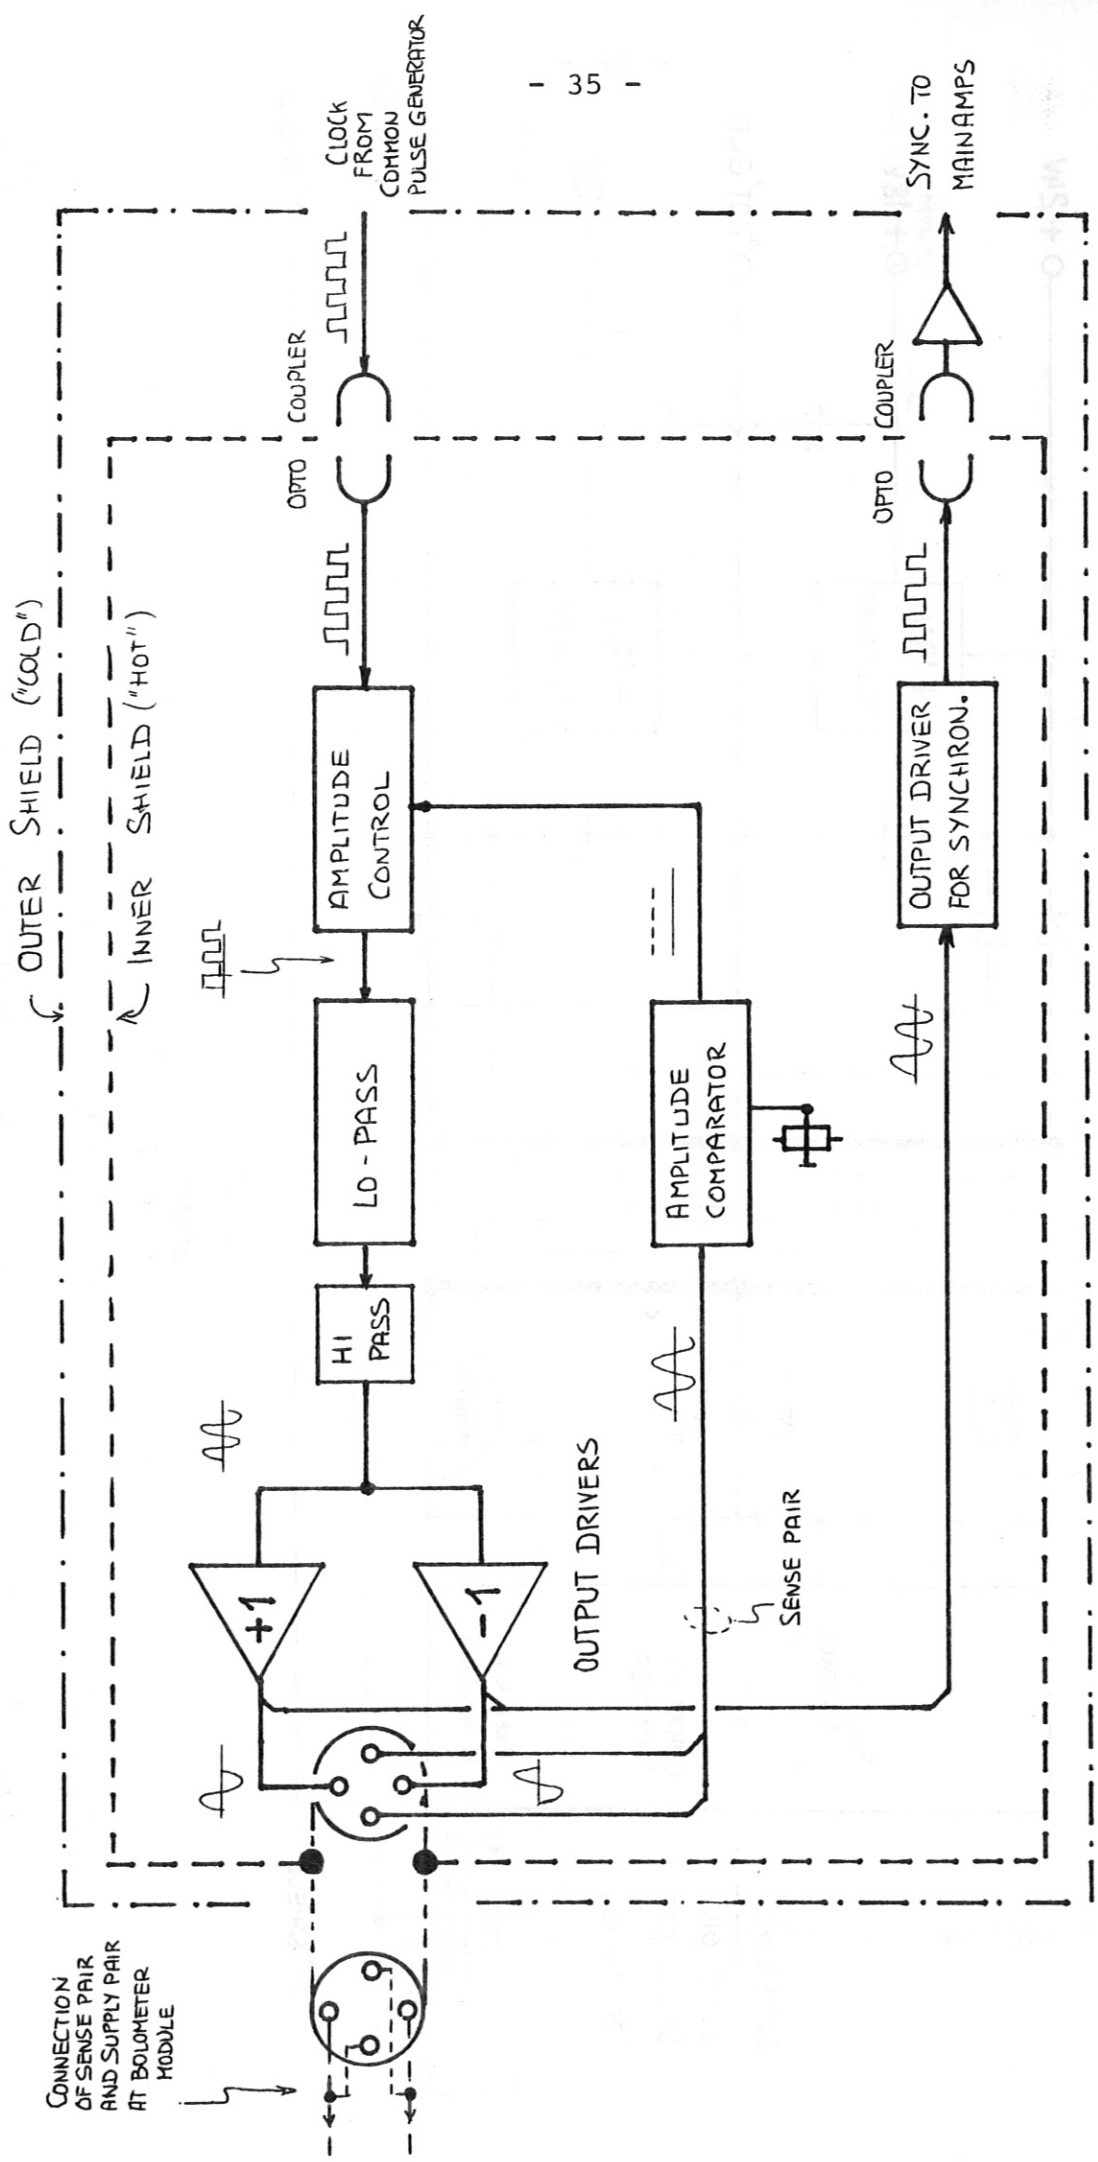 - 35 -
OUTER SHIELD ("COLD")
INNER SHIELD ("HOT")
CLOCK
FROM
COMMON
PULSE GENERATOR
OPTO COUPLER
AMPLITUDE
CONTROL
LO-PASS
HI
PASS
+1
-1
OUTPUT DRIVERS
SENSE PAIR
AMPLITUDE
COMPARATOR
OUTPUT DRIVER
FOR SYNCHRON.
OPTO COUPLER
SYNC. TO
MAINAMPS
CONNECTION
OF SENSE PAIR
AND SUPPLY PAIR
AT BOLOMETER
MODULE